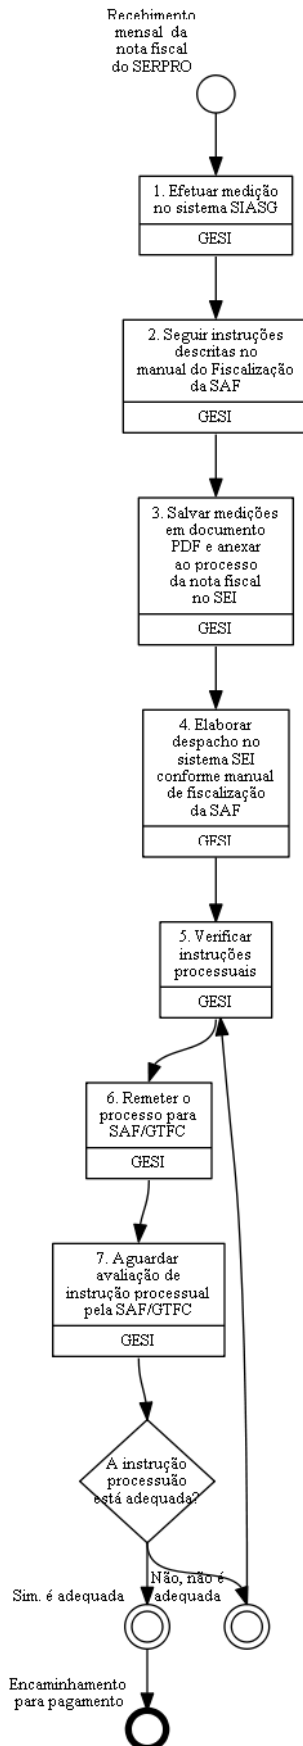 Recebimento
mensal da
nota fiscal
do SERPRO
1. Efetuar medição
no sistema SIASG
GESI
2. Seguir instruções
descritas no
manual do Fiscalização
da SAF
GESI
3. Salvar medições
em documento
PDF e anexar
ao processo
da nota fiscal
no SEI
GESI
4. Elaborar
despacho no
sistema SEI
conforme manual
de fiscalização
da SAF
GESI
5. Verificar
instruções
processuais
GESI
6. Remeter o
processo para
SAF/GTFC
GESI
7. Aguardar
avaliação de
instrução processual
pela SAF/GTFC
GESI
A instrução
processuão
está adequada?
Sim. é adequada
Não, não é
adequada
Encaminhamento
para pagamento